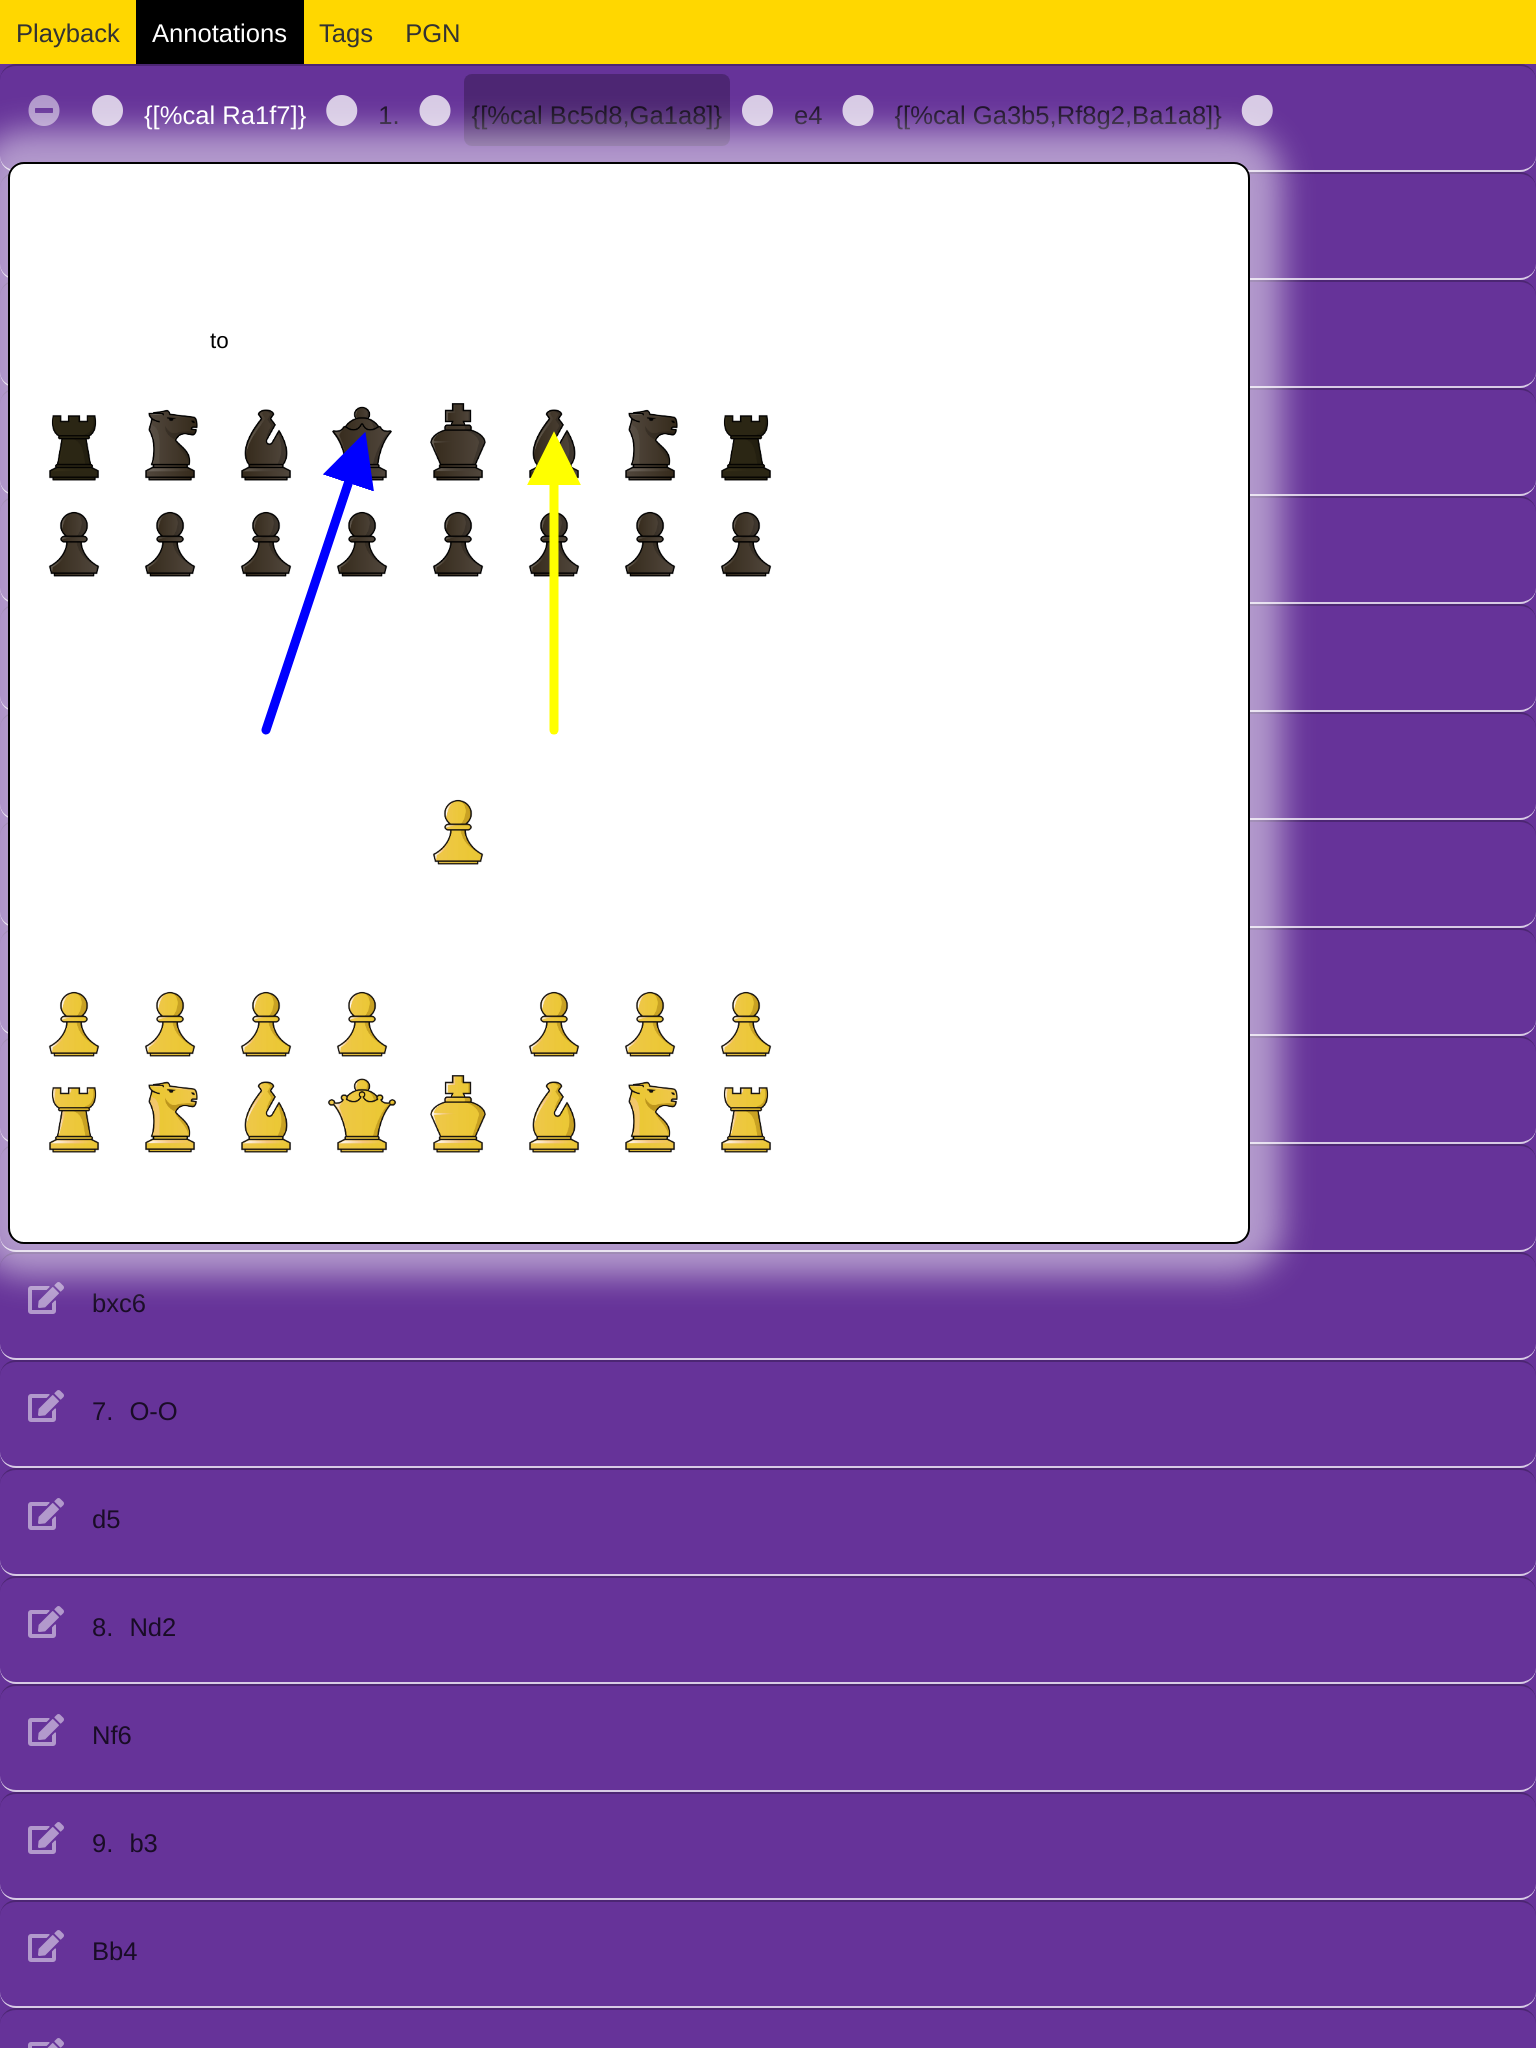 Playback Annotations Tags PGN
{[%cal Ra1f7]} 1. {[%cal Bc5d8,Ga1a8]} e4 {[%cal Ga3b5,Rf8g2,Ba1a8]}
to
bxc6
7. O-O
d5
8. Nd2
Nf6
9. b3
Bb4